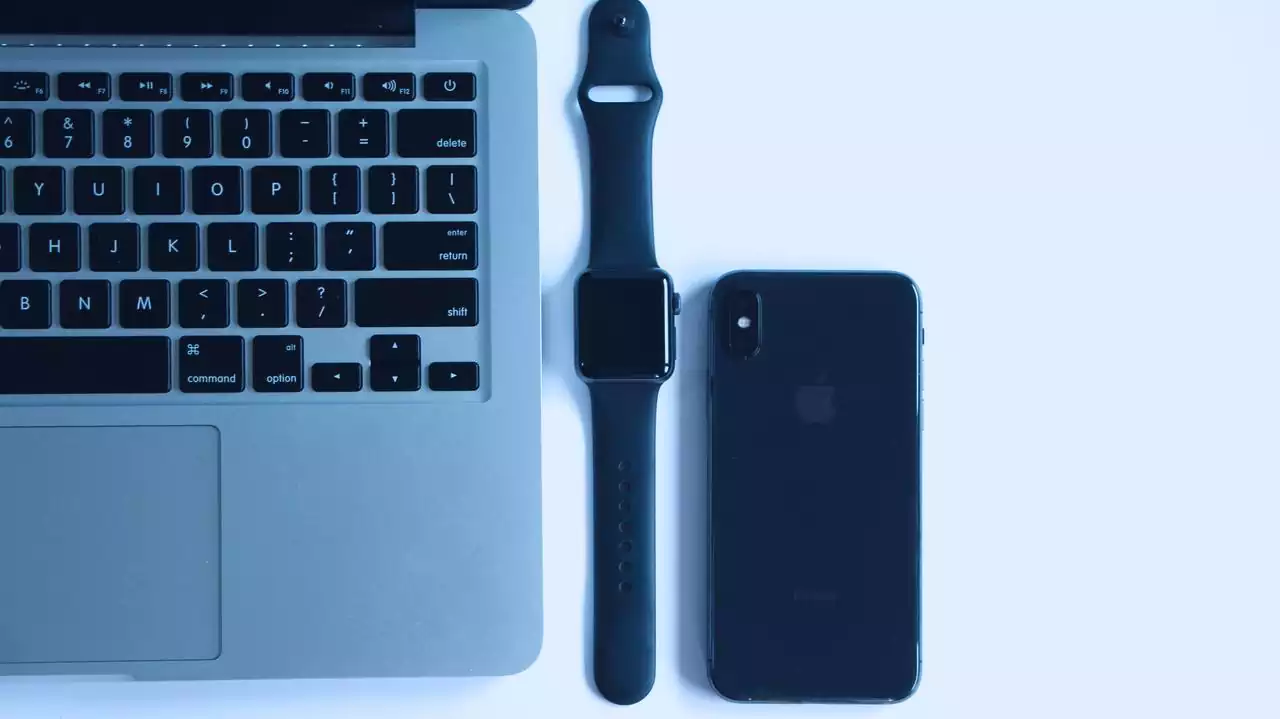 F6 F7 F8 F9 F10 F11 F12
^ & * ( ) _ +
6 7 8 9 0 - = delete
Y U I O P { [ } ] | \
H J K L : ; " ' enter return
B N M < , > . ? / shift
⌘ alt
command option